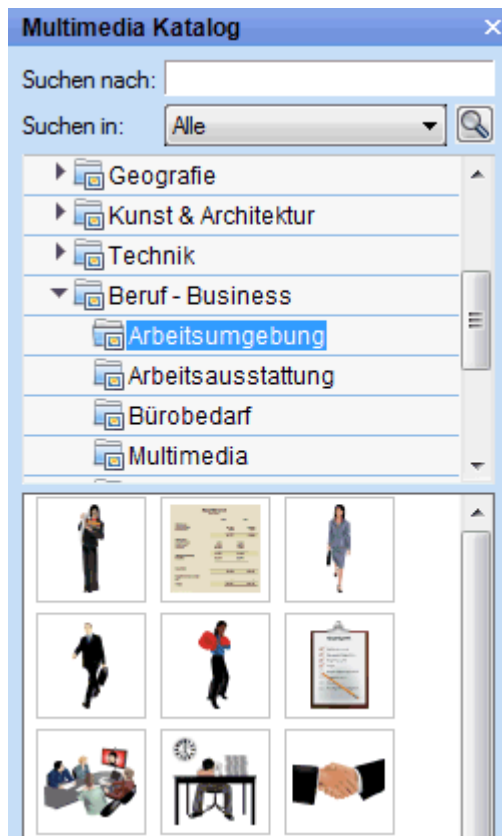 Multimedia Katalog
Suchen nach:
Suchen in: Alle
Geografie
Kunst & Architektur
Technik
Beruf - Business
Arbeitsumgebung
Arbeitsausstattung
Bürobedarf
Multimedia